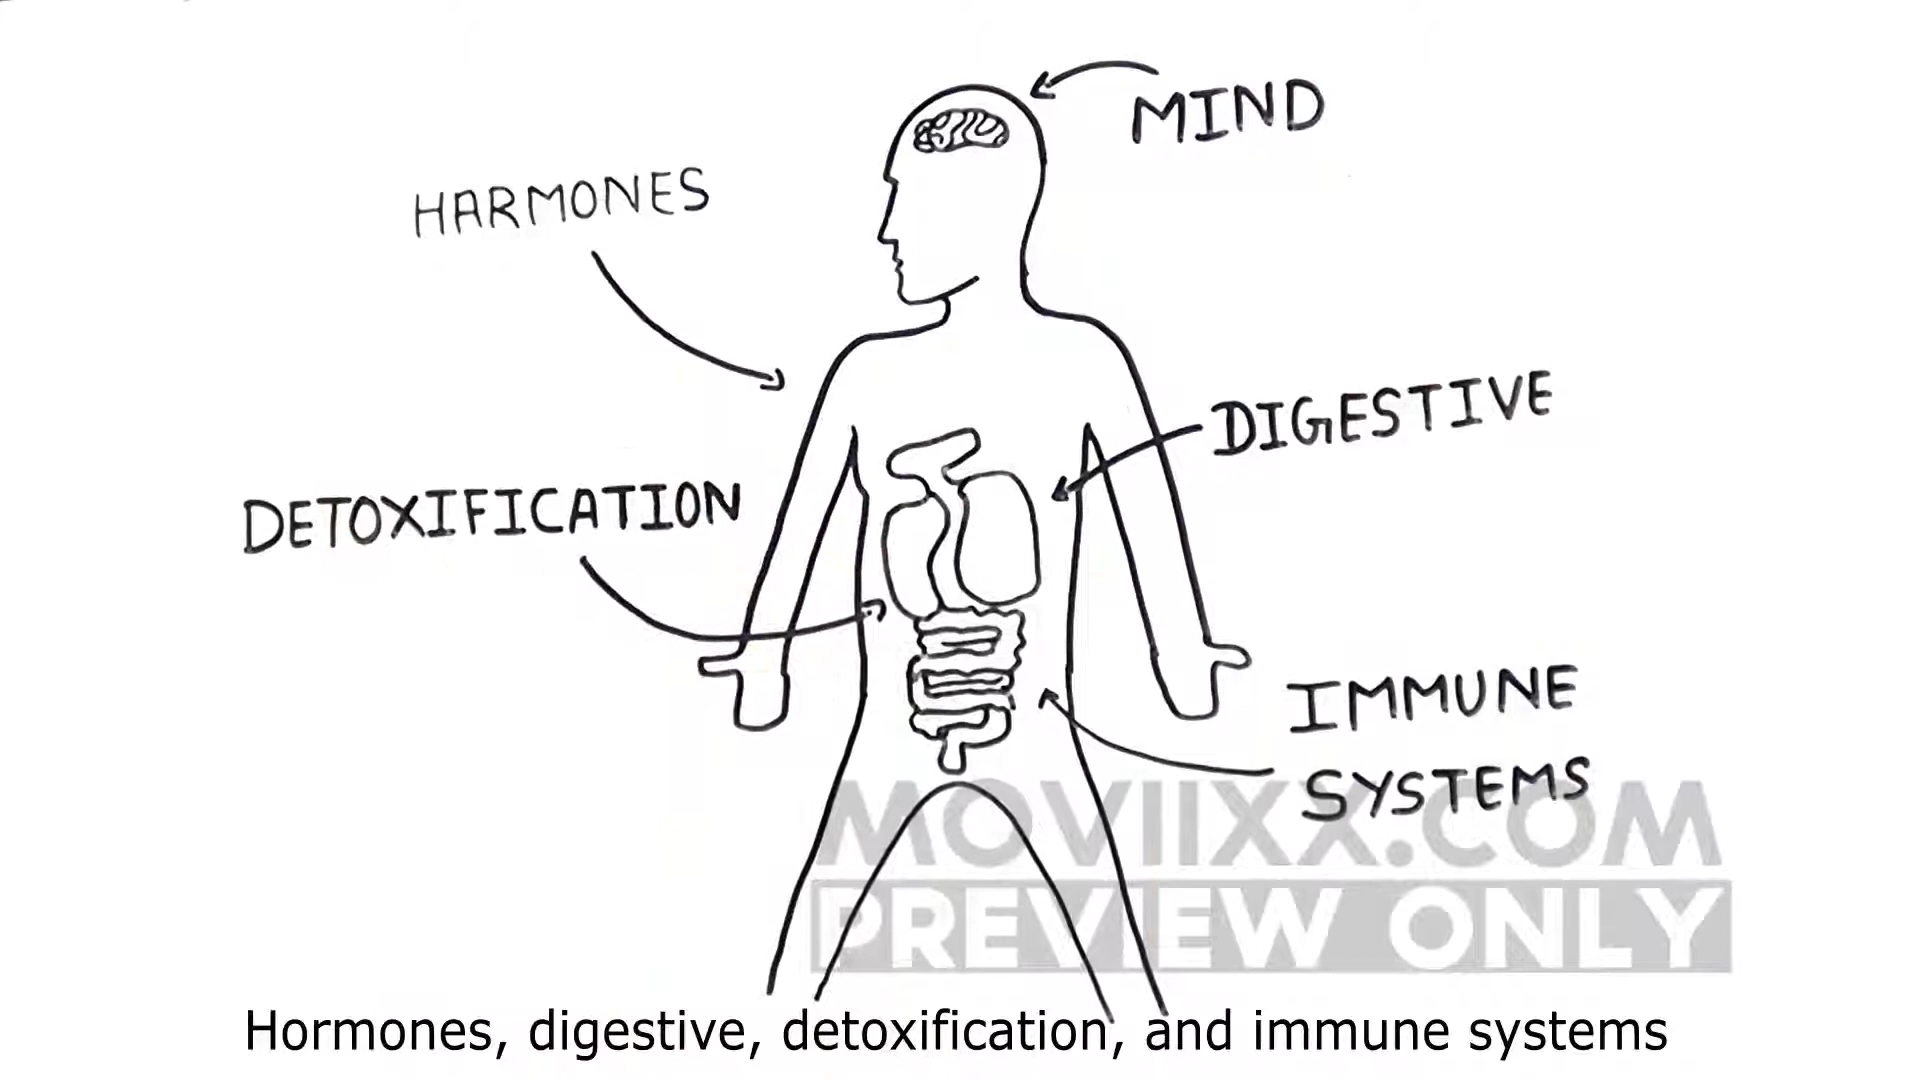 MIND
HARMONES
DIGESTIVE
DETOXIFICATION
IMMUNE
SYSTEMS
MOVIIXX.COM
PREVIEW ONLY
Hormones, digestive, detoxification, and immune systems